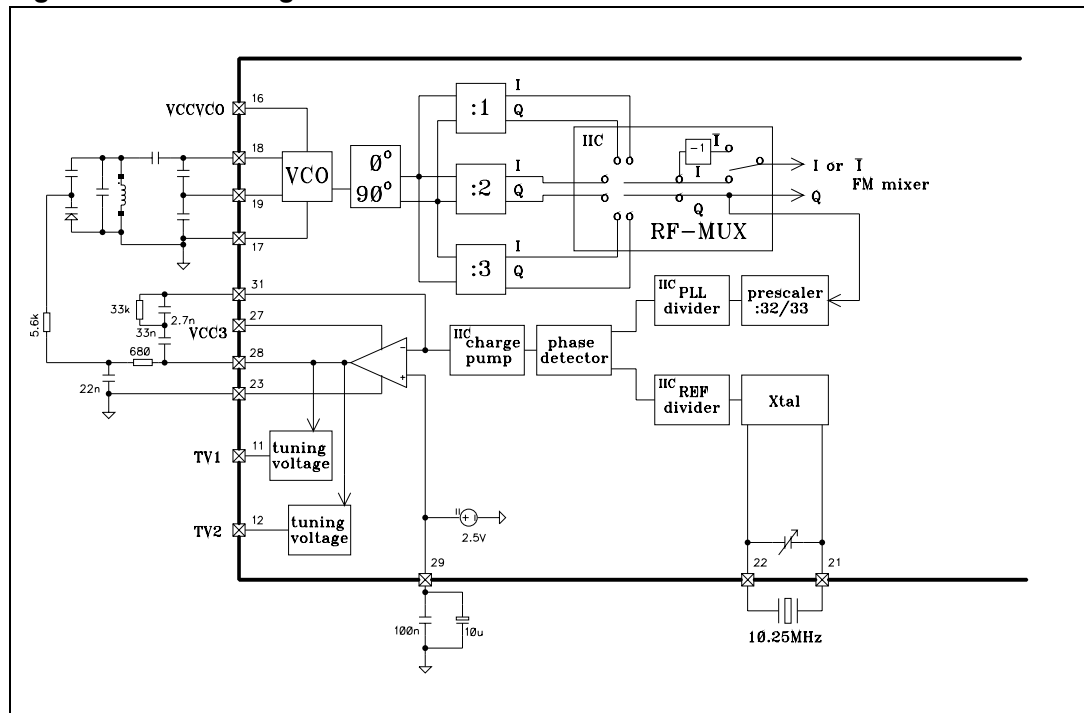 16
VCCVCO
18
VCO
19
17
0°
90°
:1
I
Q
:2
I
Q
:3
I
Q
IIC
-1
I
I
Q
RF-MUX
I or I
FM mixer
Q
31
33k
2.7n
33n
VCC3
27
5.6k
680
28
22n
23
-
+
IIC
charge
pump
phase
detector
IIC
PLL
divider
prescaler
:32/33
IIC
REF
divider
Xtal
TV1
11
tuning
voltage
TV2
12
tuning
voltage
2.5V
29
100n
10u
22
21
10.25MHz